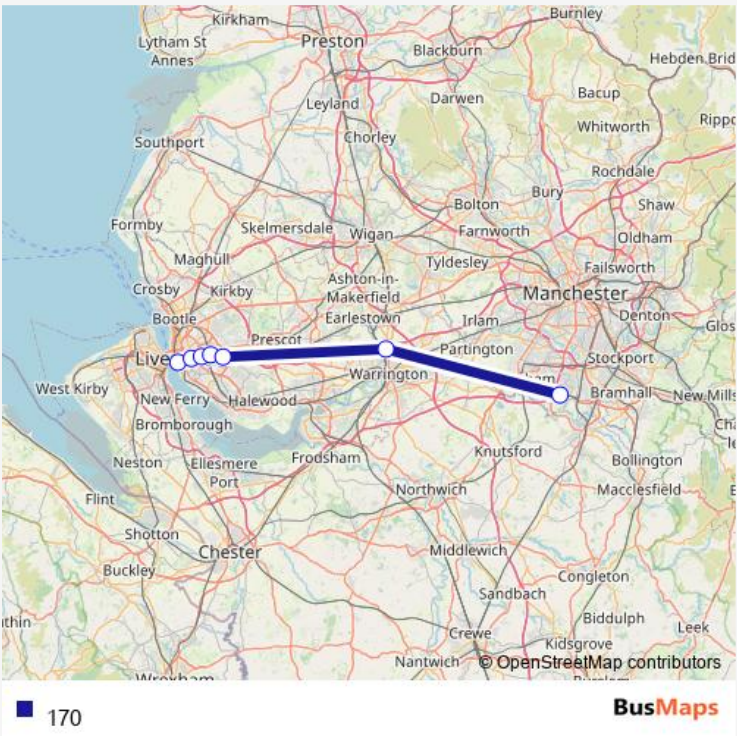 Kirkham
Burnley
Lytham St
Annes
Preston
Blackburn
Hebden Brid
Leyland
Darwen
Bacup
Southport
Chorley
Whitworth
Rippo
Rochdale
Bury
Bolton
Shaw
Formby
Skelmersdale
Wigan
Farnworth
Oldham
Maghull
Tyldesley
Failsworth
Crosby
Kirkby
Ashton-in-
Makerfield
Manchester
Bootle
Earlestown
Irlam
Denton
Glos
Prescot
Partington
Stockport
Live
Warrington
West Kirby
New Ferry
Halewood
Bramhall
New Mills
Bromborough
Knutsford
Neston
Ellesmere
Port
Frodsham
Bollington
Flint
Northwich
Macclesfield
Shotton
Chester
Middlewich
Buckley
Congleton
Sandbach
Biddulph
Leek
Crewe
Kidsgrove
Nantwich
© OpenStreetMap contributors
Wrexham
170
BusMaps